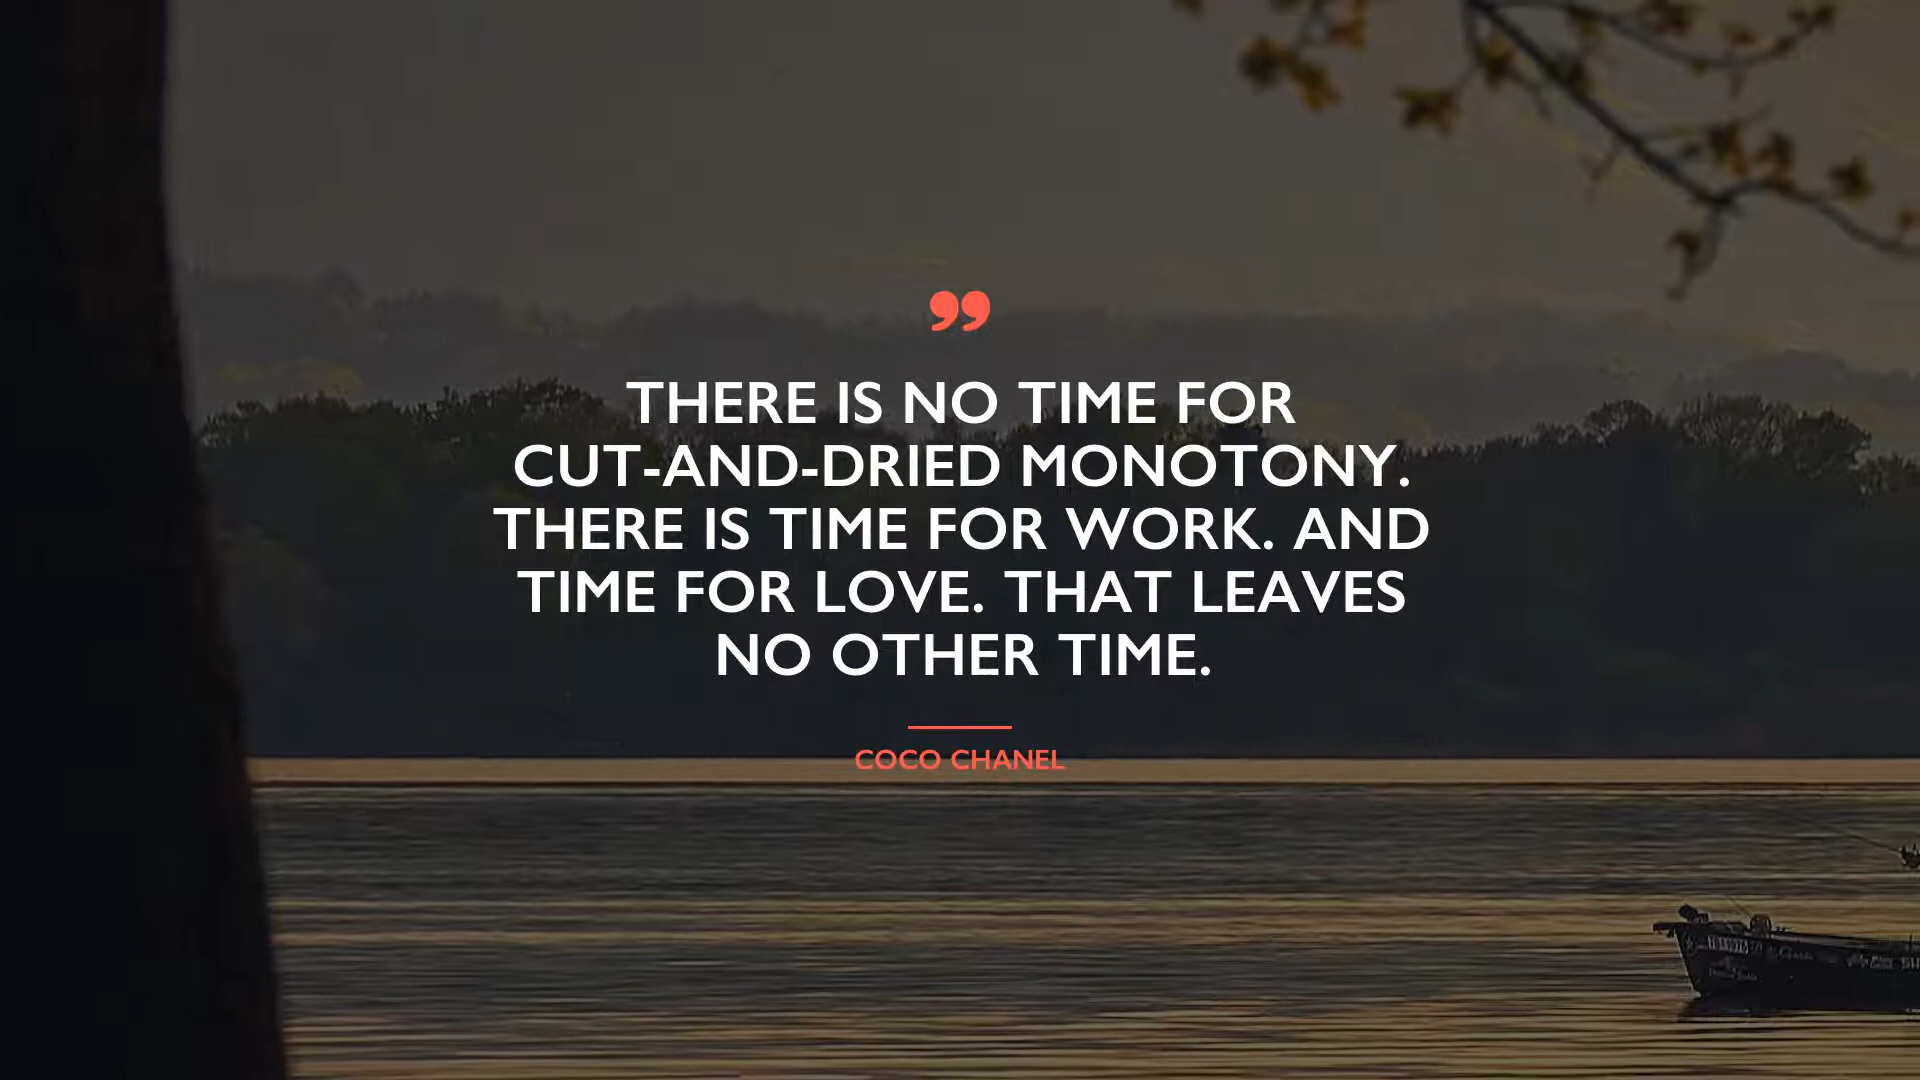 ”
THERE IS NO TIME FOR
CUT-AND-DRIED MONOTONY.
THERE IS TIME FOR WORK. AND
TIME FOR LOVE. THAT LEAVES
NO OTHER TIME.
COCO CHANEL